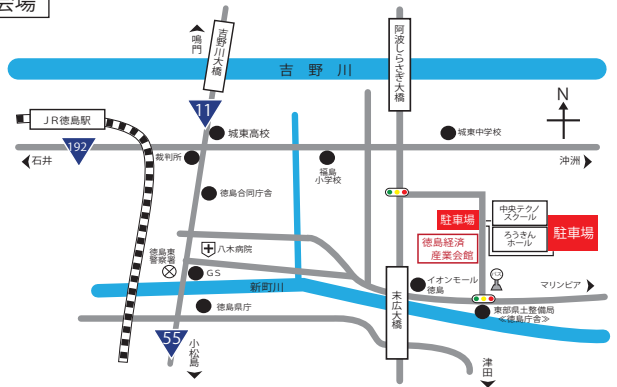 会場
鳴門
吉野川大橋
阿波しらさぎ大橋
吉野川
N
11
JR徳島駅
192
城東高校
城東中学校
石井
裁判所
福島
小学校
沖洲
徳島合同庁舎
中央テクノ
スクール
駐車場
ろうきん
ホール
駐車場
徳島経済
産業会館
八木病院
徳島東
警察署
GS
新町川
イオンモール
徳島
マリンピア
徳島県庁
末広大橋
東部県土整備局
≪徳島庁舎≫
55
小松島
津田